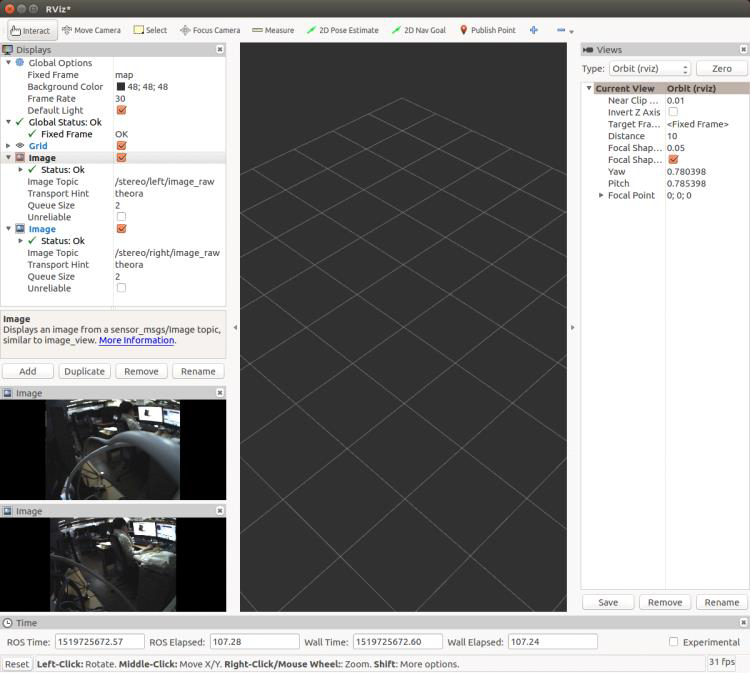 RViz*
Interact Move Camera Select Focus Camera Measure 2D Pose Estimate 2D Nav Goal Publish Point
Displays
Global Options
Fixed Frame map
Background Color 48; 48; 48
Frame Rate 30
Default Light
Global Status: Ok
Fixed Frame OK
Grid
Image
Status: Ok
Image Topic /stereo/left/image_raw
Transport Hint theora
Queue Size 2
Unreliable
Image
Status: Ok
Image Topic /stereo/right/image_raw
Transport Hint theora
Queue Size 2
Unreliable
Image
Displays an image from a sensor_msgs/Image topic,
similar to image_view. More Information.
Add Duplicate Remove Rename
Image
Image
Views
Type: Orbit (rviz) Zero
Current View Orbit (rviz)
Near Clip ... 0.01
Invert Z Axis
Target Fra... <Fixed Frame>
Distance 10
Focal Shap... 0.05
Focal Shap...
Yaw 0.780398
Pitch 0.785398
Focal Point 0; 0; 0
Save Remove Rename
Time
ROS Time: 1519725672.57 ROS Elapsed: 107.28 Wall Time: 1519725672.60 Wall Elapsed: 107.24 Experimental
Reset Left-Click: Rotate. Middle-Click: Move X/Y. Right-Click/Mouse Wheel:: Zoom. Shift: More options. 31 fps